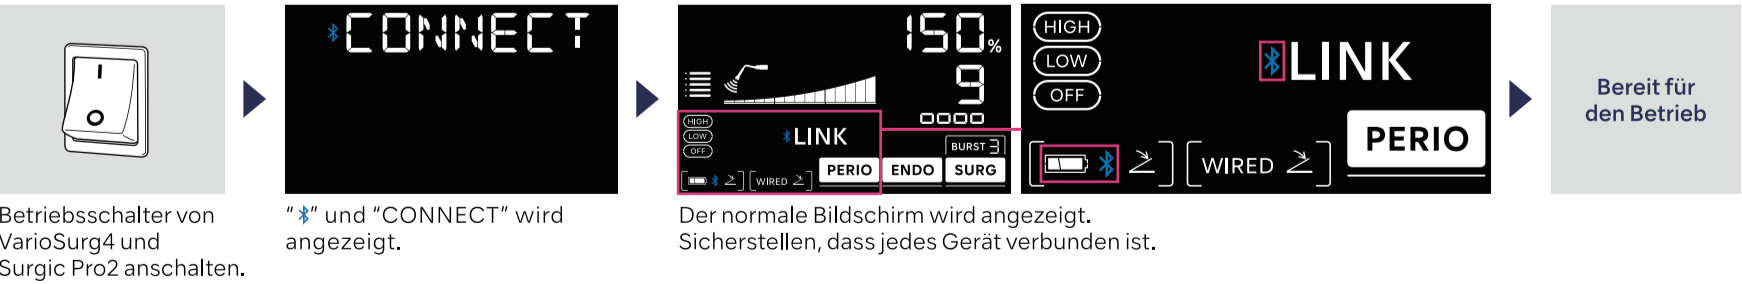 Betriebsschalter von
VarioSurg4 und
Surgic Pro2 anschalten.
CONNECT
“ ” und “CONNECT” wird
angezeigt.
150%
9
0000
HIGH
LOW
OFF
LINK
BURST 3
WIRED
PERIO ENDO SURG
HIGH
LOW
OFF
LINK
WIRED
PERIO
Der normale Bildschirm wird angezeigt.
Sicherstellen, dass jedes Gerät verbunden ist.
Bereit für
den Betrieb